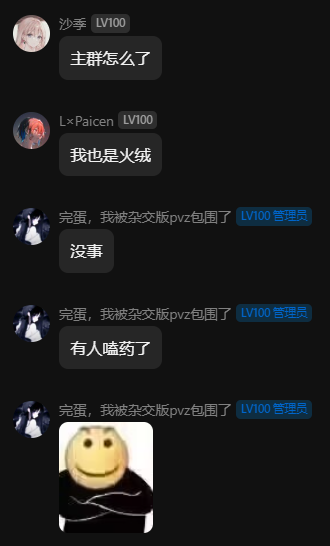 沙季 LV100
主群怎么了
L×Paicen LV100
我也是火绒
完蛋，我被杂交版pvz包围了 LV100 管理员
没事
完蛋，我被杂交版pvz包围了 LV100 管理员
有人嗑药了
完蛋，我被杂交版pvz包围了 LV100 管理员